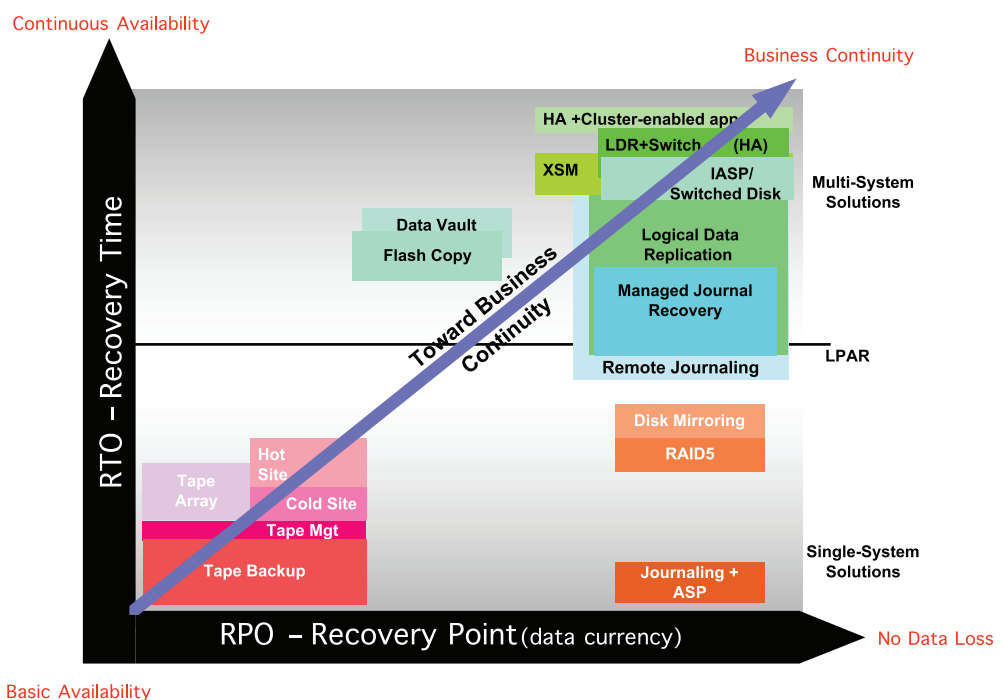 Continuous Availability
Business Continuity
HA +Cluster-enabled app
LDR+Switch (HA)
XSM
IASP/
Switched Disk
Multi-System
Solutions
Data Vault
Flash Copy
Logical Data
Replication
Managed Journal
Recovery
Toward Business
Continuity
LPAR
Remote Journaling
RTO – Recovery Time
Disk Mirroring
RAID5
Hot
Site
Tape
Array
Cold Site
Tape Mgt
Tape Backup
Single-System
Solutions
Journaling +
ASP
RPO – Recovery Point (data currency)
No Data Loss
Basic Availability